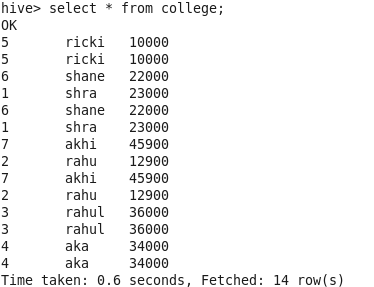 hive> select * from college;
OK
5 ricki 10000
5 ricki 10000
6 shane 22000
1 shra 23000
6 shane 22000
1 shra 23000
7 akhi 45900
2 rahu 12900
7 akhi 45900
2 rahu 12900
3 rahul 36000
3 rahul 36000
4 aka 34000
4 aka 34000
Time taken: 0.6 seconds, Fetched: 14 row(s)